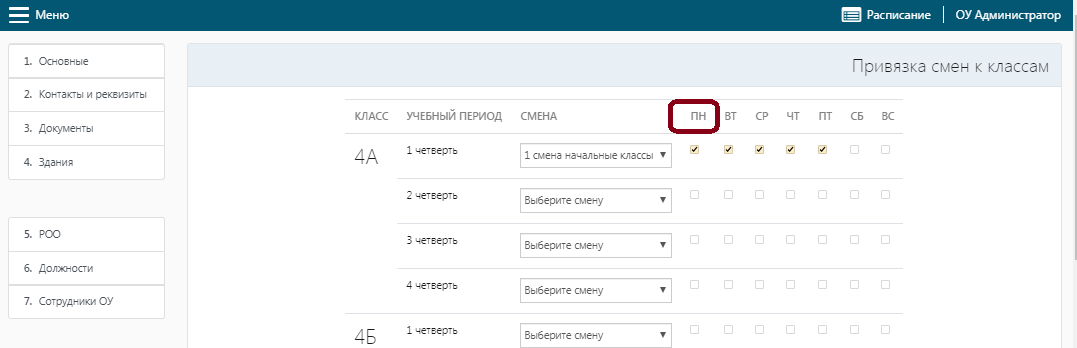 Меню
Расписание
ОУ Администратор
1. Основные
2. Контакты и реквизиты
3. Документы
4. Здания
5. РОО
6. Должности
7. Сотрудники ОУ
Привязка смен к классам
КЛАСС УЧЕБНЫЙ ПЕРИОД СМЕНА ПН ВТ СР ЧТ ПТ СБ ВС
4А 1 четверть 1 смена начальные классы
2 четверть Выберите смену
3 четверть Выберите смену
4 четверть Выберите смену
4Б 1 четверть Выберите смену